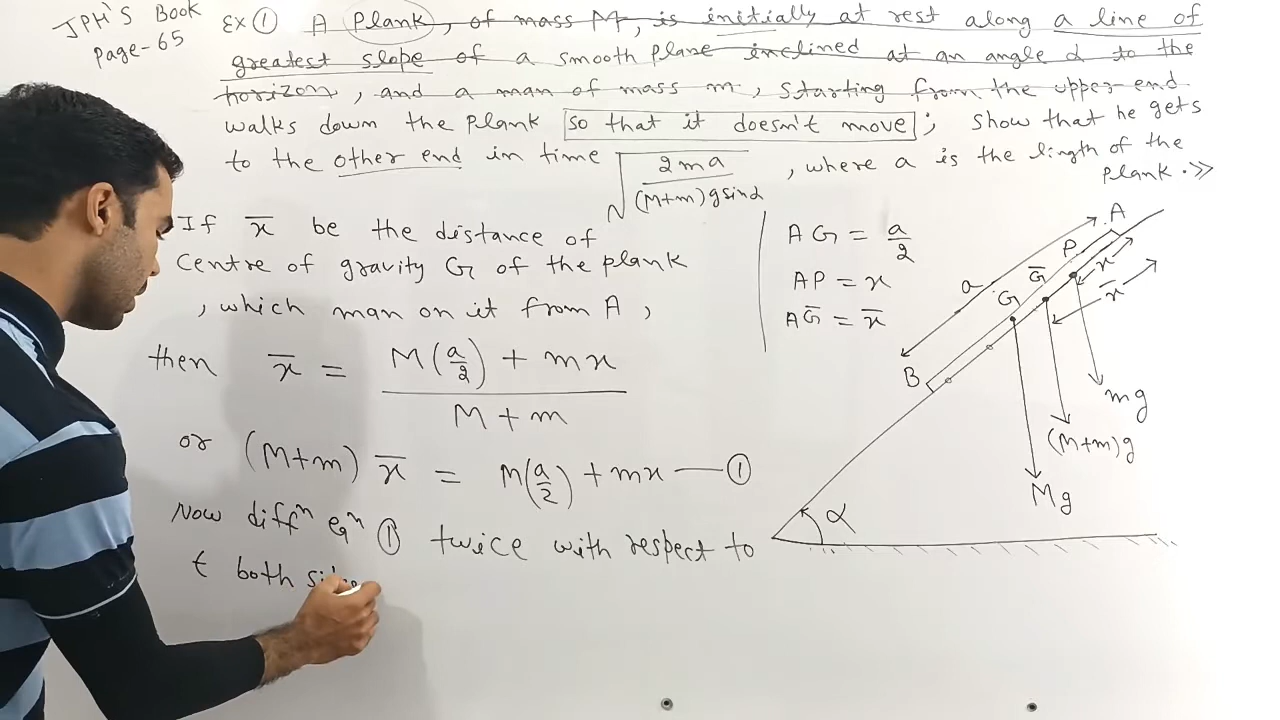 JPH'S Book
Page-65
Ex ① A Plank, of mass M, is initially at rest along a line of
greatest slope of a smooth plane inclined at an angle α to the
horizon, and a man of mass m, starting from the upper end
walks down the plank so that it doesn't move; show that he gets
to the other end in time √(2ma/((M+m)g sinα)), where a is the length of the
plank.>>
If x̄ be the distance of
Centre of gravity G of the plank
, which man on it from A,
then x̄ = (M(a/2) + mx)/(M+m)
or (M+m) x̄ = M(a/2) + mx —— ①
Now diffⁿ eqⁿ ① twice with respect to
t both
AG = a/2
AP = x
AḠ = x̄
A
P
x
Ḡ
x̄
G
a
B
mg
(M+m)g
Mg
α